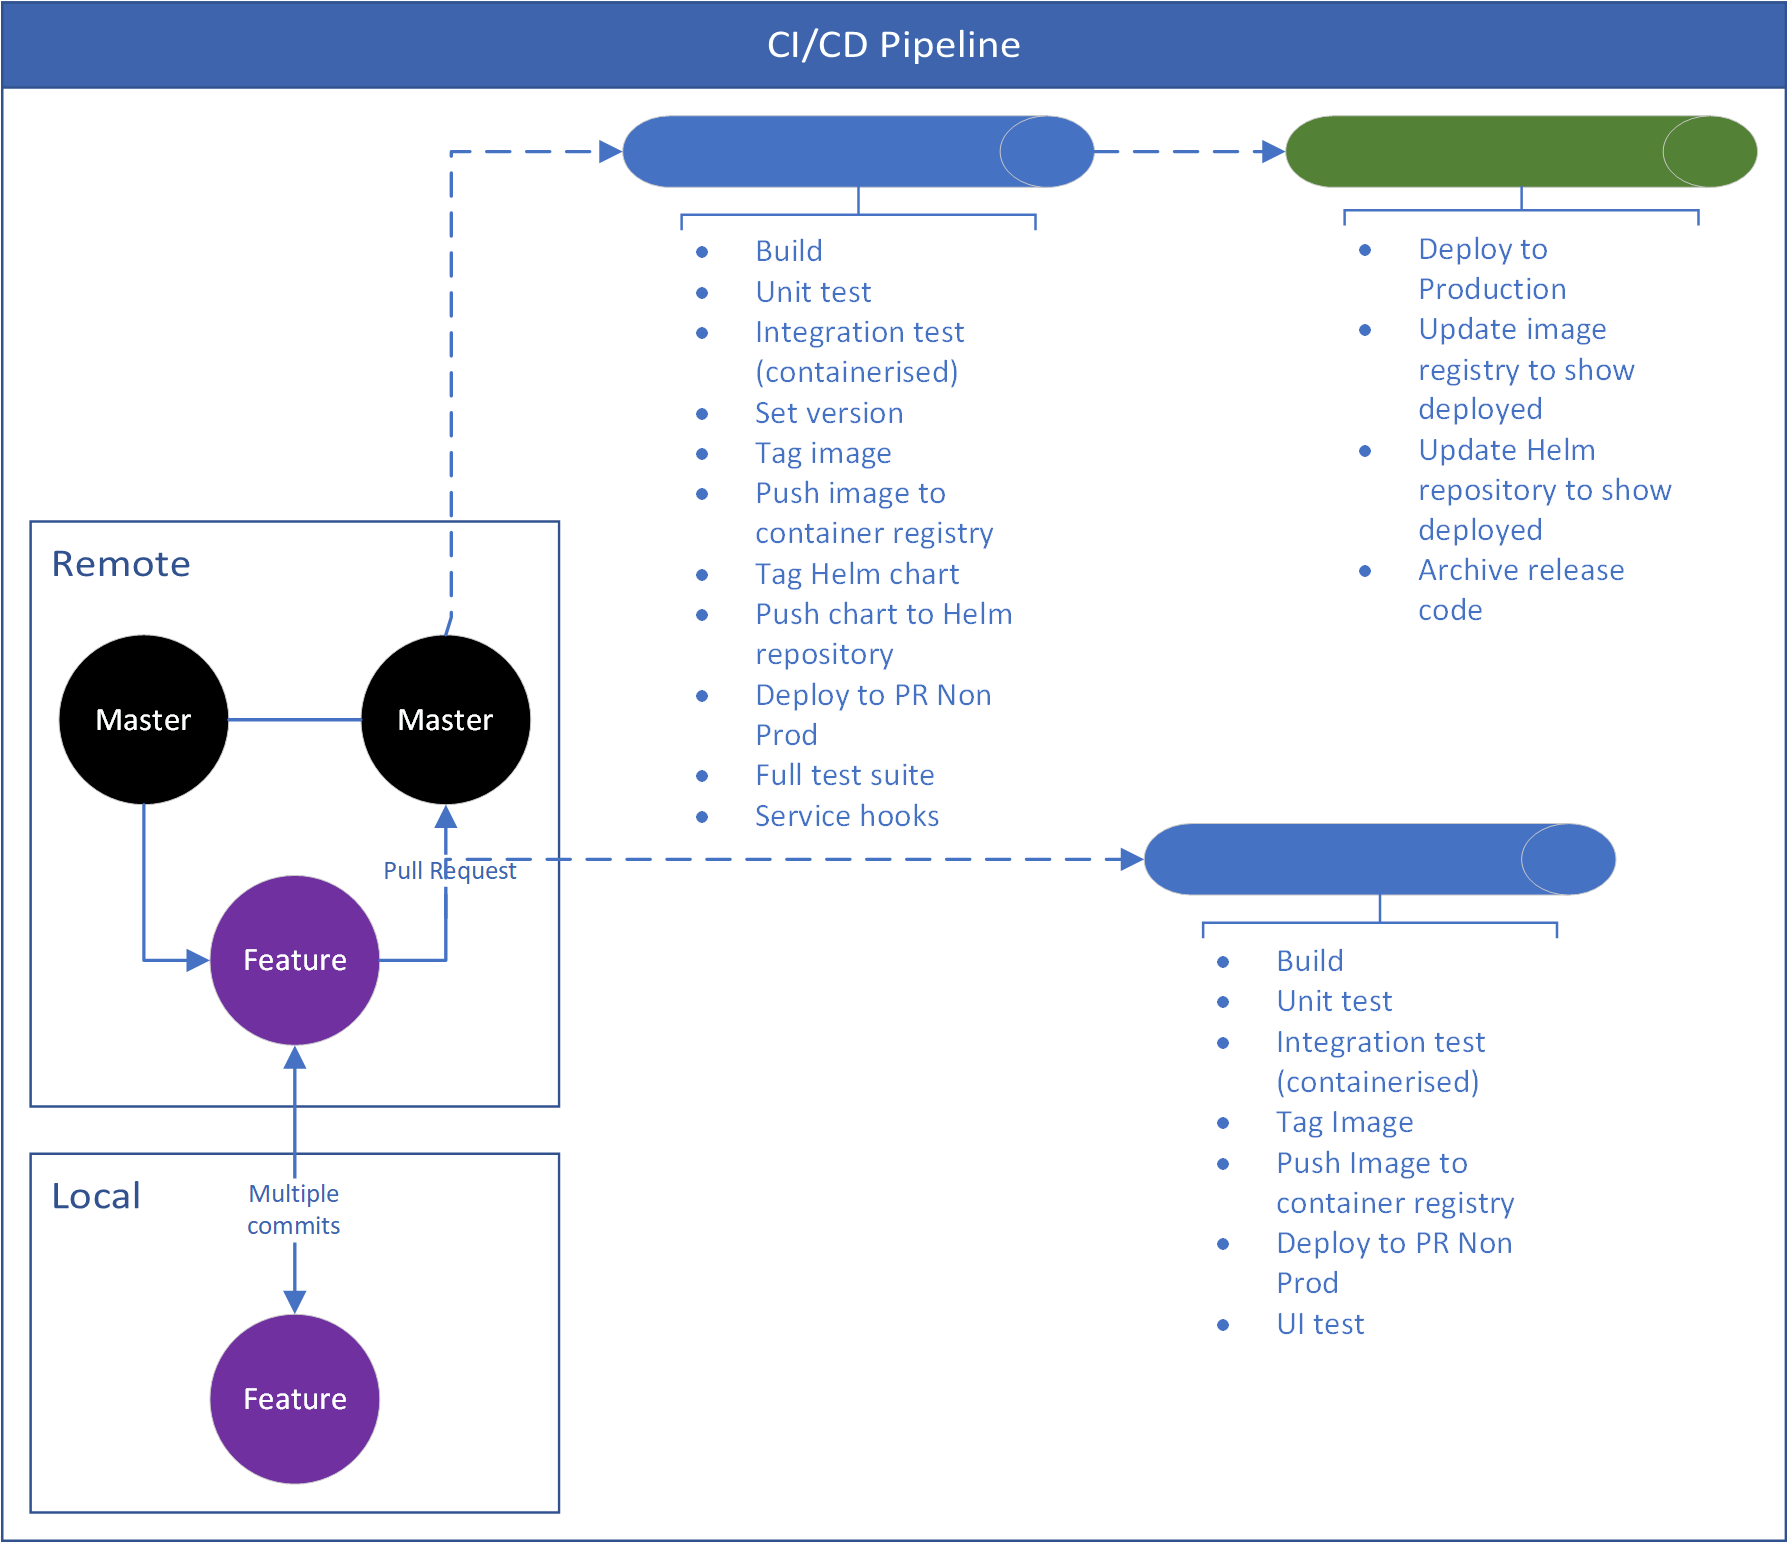 CI/CD Pipeline
Build
Unit test
Integration test
(containerised)
Set version
Tag image
Push image to
container registry
Tag Helm chart
Push chart to Helm
repository
Deploy to PR Non
Prod
Full test suite
Service hooks
Deploy to
Production
Update image
registry to show
deployed
Update Helm
repository to show
deployed
Archive release
code
Remote
Master
Master
Pull Request
Feature
Build
Unit test
Integration test
(containerised)
Tag Image
Push Image to
container registry
Deploy to PR Non
Prod
UI test
Local
Multiple
commits
Feature